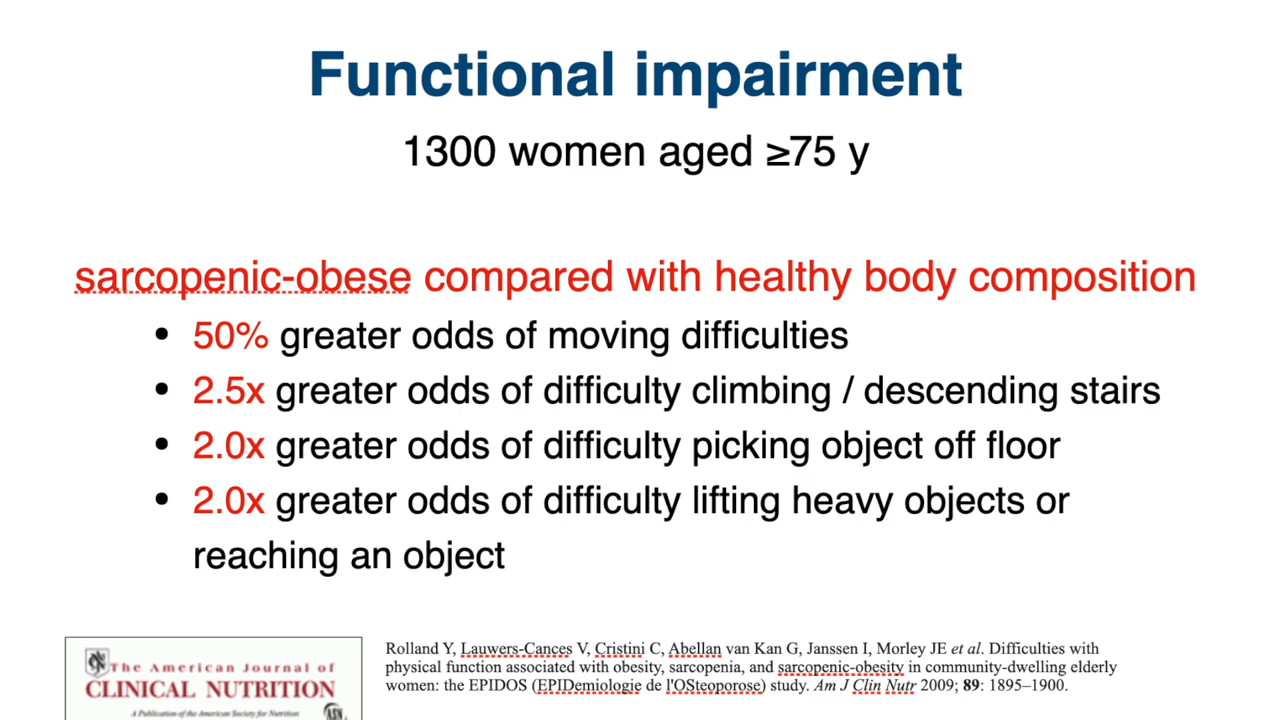 Functional impairment
1300 women aged ≥75 y
sarcopenic-obese compared with healthy body composition
• 50% greater odds of moving difficulties
• 2.5x greater odds of difficulty climbing / descending stairs
• 2.0x greater odds of difficulty picking object off floor
• 2.0x greater odds of difficulty lifting heavy objects or
reaching an object
The American Journal of
CLINICAL NUTRITION
A Publication of the American Society for Nutrition
ASN
Rolland Y, Lauwers-Cances V, Cristini C, Abellan van Kan G, Janssen I, Morley JE et al. Difficulties with
physical function associated with obesity, sarcopenia, and sarcopenic-obesity in community-dwelling elderly
women: the EPIDOS (EPIDemiologie de l'OSteoporose) study. Am J Clin Nutr 2009; 89: 1895–1900.